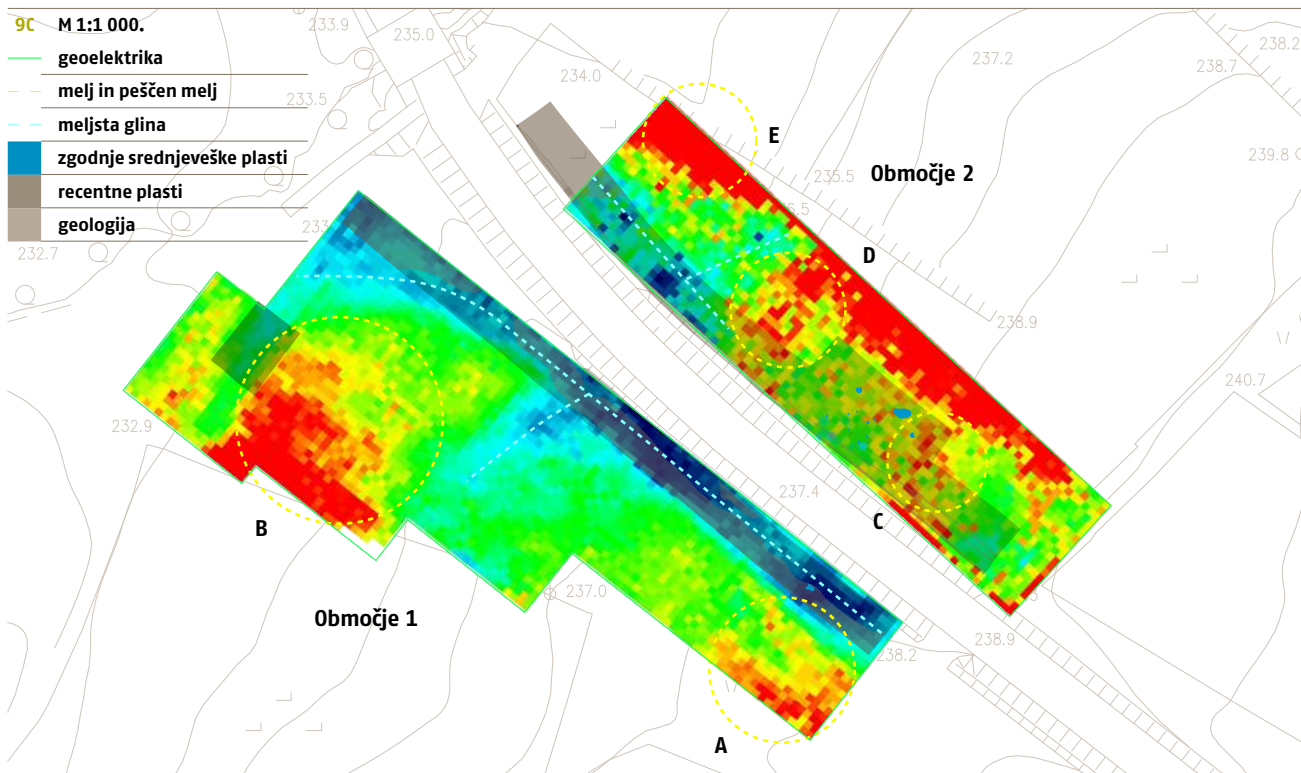 9C M 1:1 000.
geoelektrika
melj in peščen melj
meljsta glina
zgodnje srednjeveške plasti
recentne plasti
geologija
233.9
235.0
237.2
238.2
238.7
234.0
233.5
E
239.8
Območje 2
235.5
232.7
D
238.9
240.7
232.9
237.4
B
C
237.0
Območje 1
238.9
238.2
A